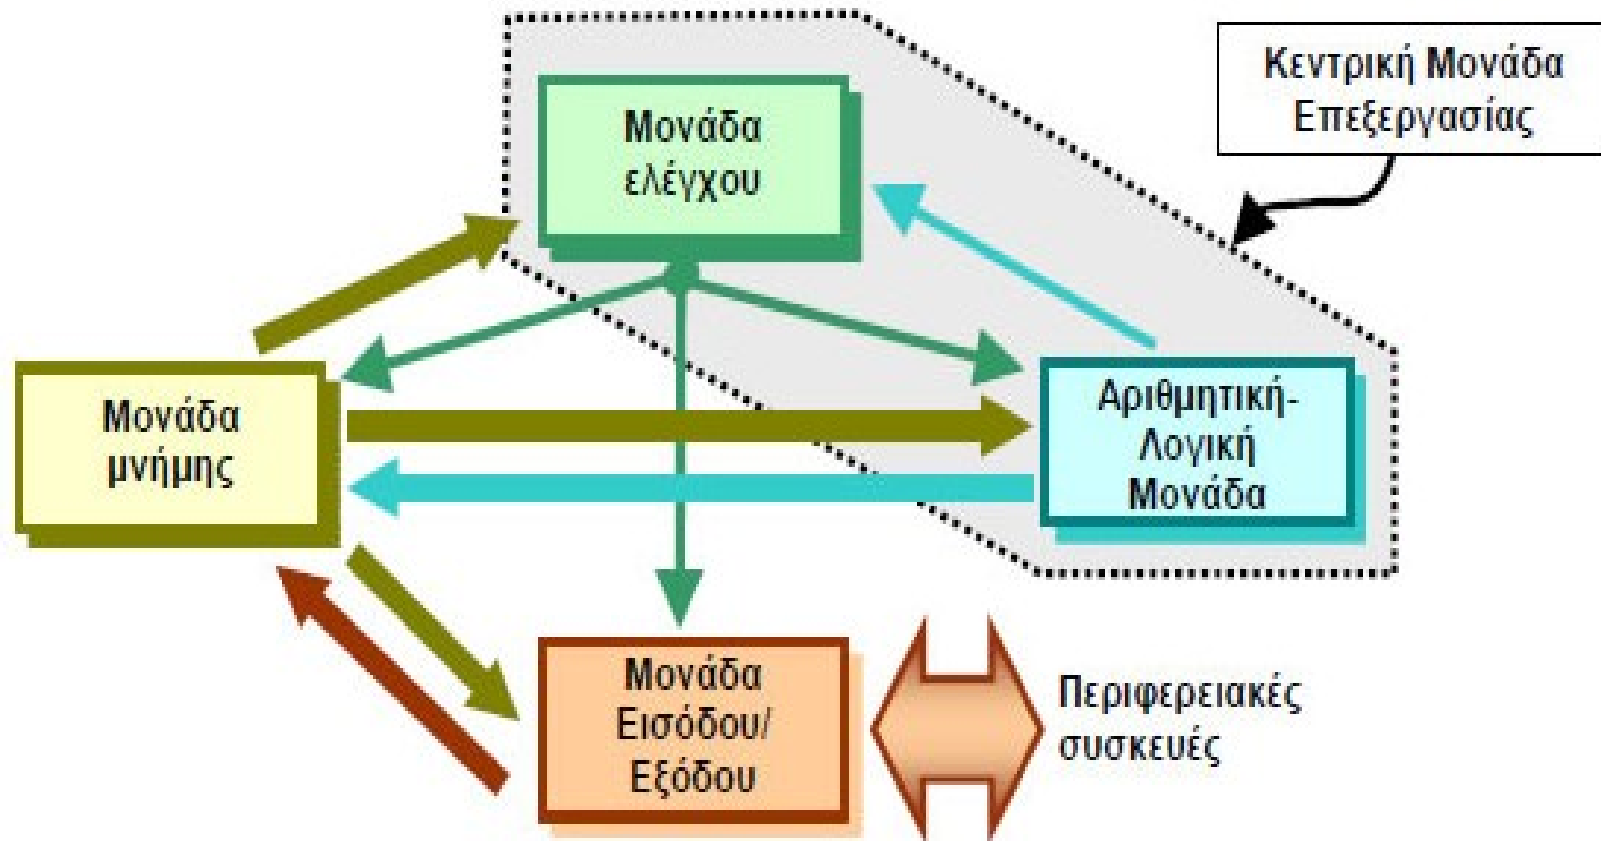 Κεντρική Μονάδα
Επεξεργασίας
Μονάδα
ελέγχου
Μονάδα
μνήμης
Αριθμητική-
Λογική
Μονάδα
Μονάδα
Εισόδου/
Εξόδου
Περιφερειακές
συσκευές